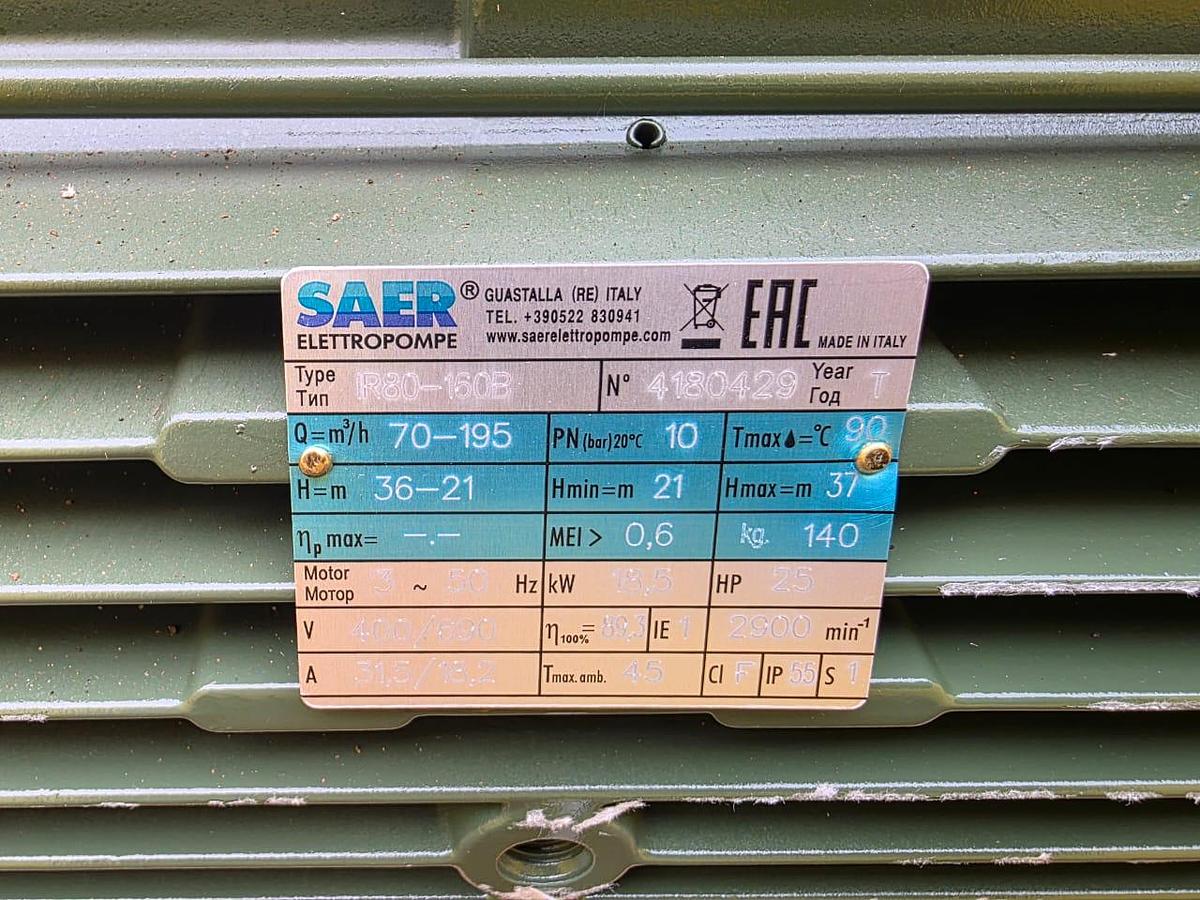 SAER® GUASTALLA (RE) ITALY
TEL. +390522 830941
ELETTROPOMPE www.saerelettropompe.com EAC MADE IN ITALY
Type IR80-160B N° 4180429 Year T
Тип Год
Q=m³/h 70-195 PN (bar)20°C 10 Tmax=°C 90
H=m 36-21 Hmin=m 21 Hmax=m 37
ηp max= -.- MEI > 0,6 kg. 140
Motor 3 ~ 50 Hz kW 18,5 HP 25
Мотор
V 400/690 η100%= 89,3 IE 1 2900 min⁻¹
A 31,5/18,2 Tmax. amb. 45 Cl F IP 55 S 1